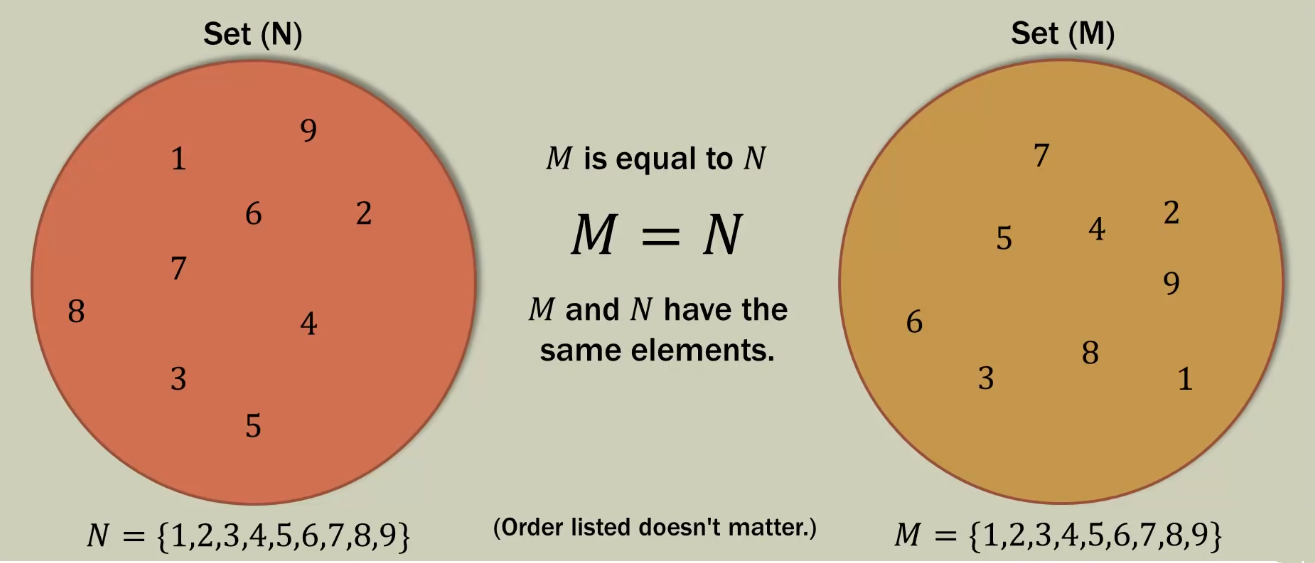 Set (N)
1
9
6
2
7
8
4
3
5
N = {1,2,3,4,5,6,7,8,9}
M is equal to N
M = N
M and N have the
same elements.
(Order listed doesn't matter.)
Set (M)
7
5
4
2
9
6
8
3
1
M = {1,2,3,4,5,6,7,8,9}